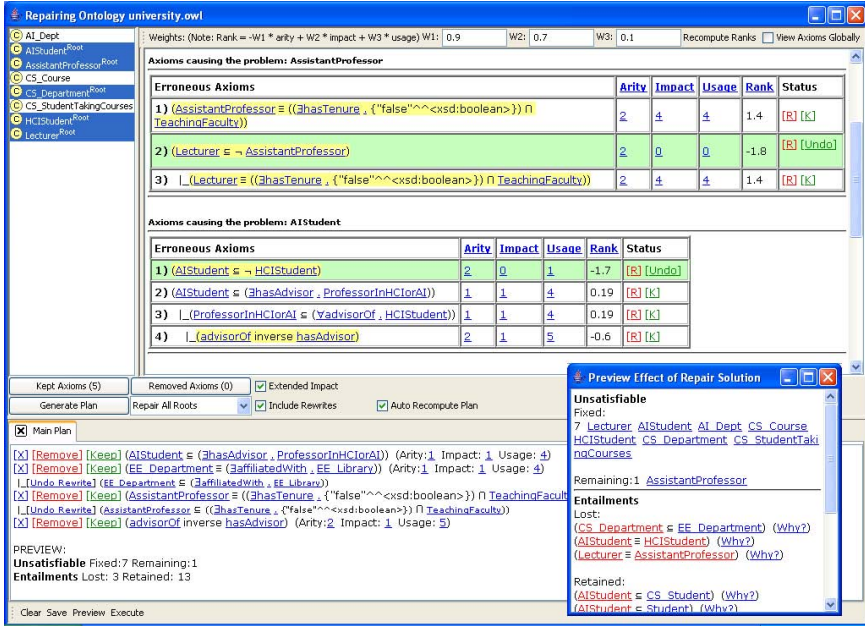 Repairing Ontology university.owl
AI_Dept
AIStudent Root
AssistantProfessor Root
CS_Course
CS_Department Root
CS_StudentTakingCourses
HCIStudent Root
Lecturer Root
Weights: (Note: Rank = -W1 * arity + W2 * impact + W3 * usage) W1: 0.9 W2: 0.7 W3: 0.1 Recompute Ranks View Axioms Globally
Axioms causing the problem: AssistantProfessor
Erroneous Axioms Arity Impact Usage Rank Status
1) (AssistantProfessor ≡ ((∃hasTenure . {"false"^^<xsd:boolean>}) ⊓
TeachingFaculty)) 2 4 4 1.4 [R] [K]
2) (Lecturer ⊑ ¬ AssistantProfessor) 2 0 0 -1.8 [R] [Undo]
3) |_(Lecturer ≡ ((∃hasTenure . {"false"^^<xsd:boolean>}) ⊓ TeachingFaculty)) 2 4 4 1.4 [R] [K]
Axioms causing the problem: AIStudent
Erroneous Axioms Arity Impact Usage Rank Status
1) (AIStudent ⊑ ¬ HCIStudent) 2 0 1 -1.7 [R] [Undo]
2) (AIStudent ⊑ (∃hasAdvisor . ProfessorInHCIorAI)) 1 1 4 0.19 [R] [K]
3) |_(ProfessorInHCIorAI ⊑ (∀advisorOf . HCIStudent)) 1 1 4 0.19 [R] [K]
4) |_(advisorOf inverse hasAdvisor) 2 1 5 -0.6 [R] [K]
Kept Axioms (5) Removed Axioms (0) Extended Impact
Generate Plan Repair All Roots Include Rewrites Auto Recompute Plan
Main Plan
[X] [Remove] [Keep] (AIStudent ⊑ (∃hasAdvisor . ProfessorInHCIorAI)) (Arity:1 Impact: 1 Usage: 4)
[X] [Remove] [Keep] (EE_Department ≡ (∃affiliatedWith . EE_Library)) (Arity:1 Impact: 1 Usage: 4)
|_[Undo Rewrite] (EE_Department ⊑ (∃affiliatedWith . EE_Library))
[X] [Remove] [Keep] (AssistantProfessor ≡ ((∃hasTenure . {"false"^^<xsd:boolean>}) ⊓ TeachingFacult
|_[Undo Rewrite] (AssistantProfessor ⊑ ((∃hasTenure . {"false"^^<xsd:boolean>}) ⊓ TeachingFaculty))
[X] [Remove] [Keep] (advisorOf inverse hasAdvisor) (Arity:2 Impact: 1 Usage: 5)
PREVIEW:
Unsatisfiable Fixed:7 Remaining:1
Entailments Lost: 3 Retained: 13
Clear Save Preview Execute
Preview Effect of Repair Solution
Unsatisfiable
Fixed:
7 Lecturer AIStudent AI_Dept CS_Course
HCIStudent CS_Department CS_StudentTaki
ngCourses
Remaining:1 AssistantProfessor
Entailments
Lost:
(CS_Department ⊑ EE_Department) (Why?)
(AIStudent ≡ HCIStudent) (Why?)
(Lecturer ≡ AssistantProfessor) (Why?)
Retained:
(AIStudent ⊑ CS_Student) (Why?)
(AIStudent ⊑ Student) (Why?)